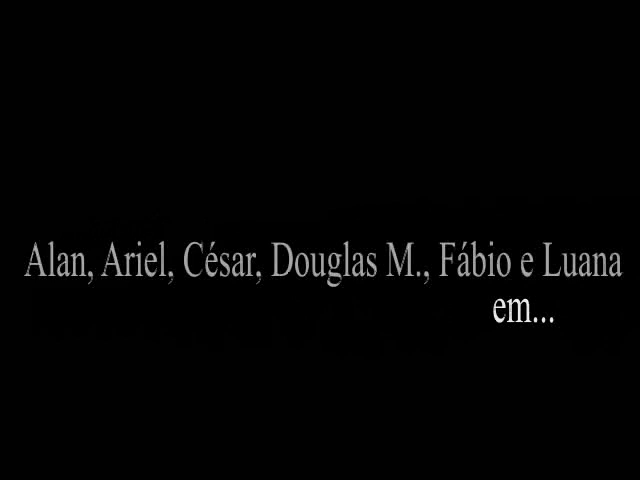 Alan, Ariel, César, Douglas M., Fábio e Luana
em...